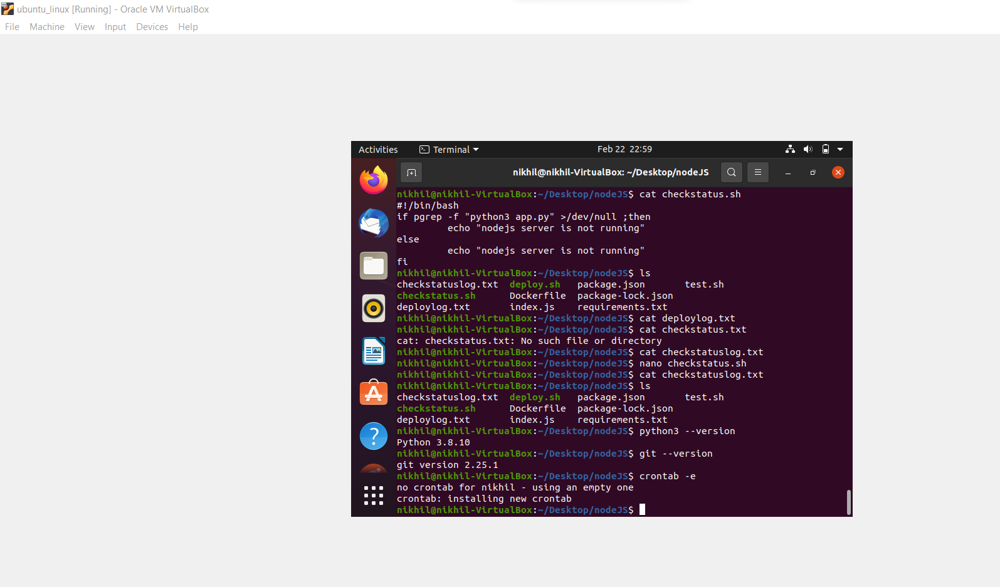 ubuntu_linux [Running] - Oracle VM VirtualBox
File Machine View Input Devices Help
Activities Terminal Feb 22 22:59
nikhil@nikhil-VirtualBox: ~/Desktop/nodeJS
nikhil@nikhil-VirtualBox:~/Desktop/nodeJS$ cat checkstatus.sh
#!/bin/bash
if pgrep -f "python3 app.py" >/dev/null ;then
         echo "nodejs server is not running"
else
         echo "nodejs server is not running"
fi
nikhil@nikhil-VirtualBox:~/Desktop/nodeJS$ ls
checkstatuslog.txt  deploy.sh   package.json       test.sh
checkstatus.sh      Dockerfile  package-lock.json
deploylog.txt       index.js    requirements.txt
nikhil@nikhil-VirtualBox:~/Desktop/nodeJS$ cat deploylog.txt
nikhil@nikhil-VirtualBox:~/Desktop/nodeJS$ cat checkstatus.txt
cat: checkstatus.txt: No such file or directory
nikhil@nikhil-VirtualBox:~/Desktop/nodeJS$ cat checkstatuslog.txt
nikhil@nikhil-VirtualBox:~/Desktop/nodeJS$ nano checkstatus.sh
nikhil@nikhil-VirtualBox:~/Desktop/nodeJS$ cat checkstatuslog.txt
nikhil@nikhil-VirtualBox:~/Desktop/nodeJS$ ls
checkstatuslog.txt  deploy.sh   package.json       test.sh
checkstatus.sh      Dockerfile  package-lock.json
deploylog.txt       index.js    requirements.txt
nikhil@nikhil-VirtualBox:~/Desktop/nodeJS$ python3 --version
Python 3.8.10
nikhil@nikhil-VirtualBox:~/Desktop/nodeJS$ git --version
git version 2.25.1
nikhil@nikhil-VirtualBox:~/Desktop/nodeJS$ crontab -e
no crontab for nikhil - using an empty one
crontab: installing new crontab
nikhil@nikhil-VirtualBox:~/Desktop/nodeJS$